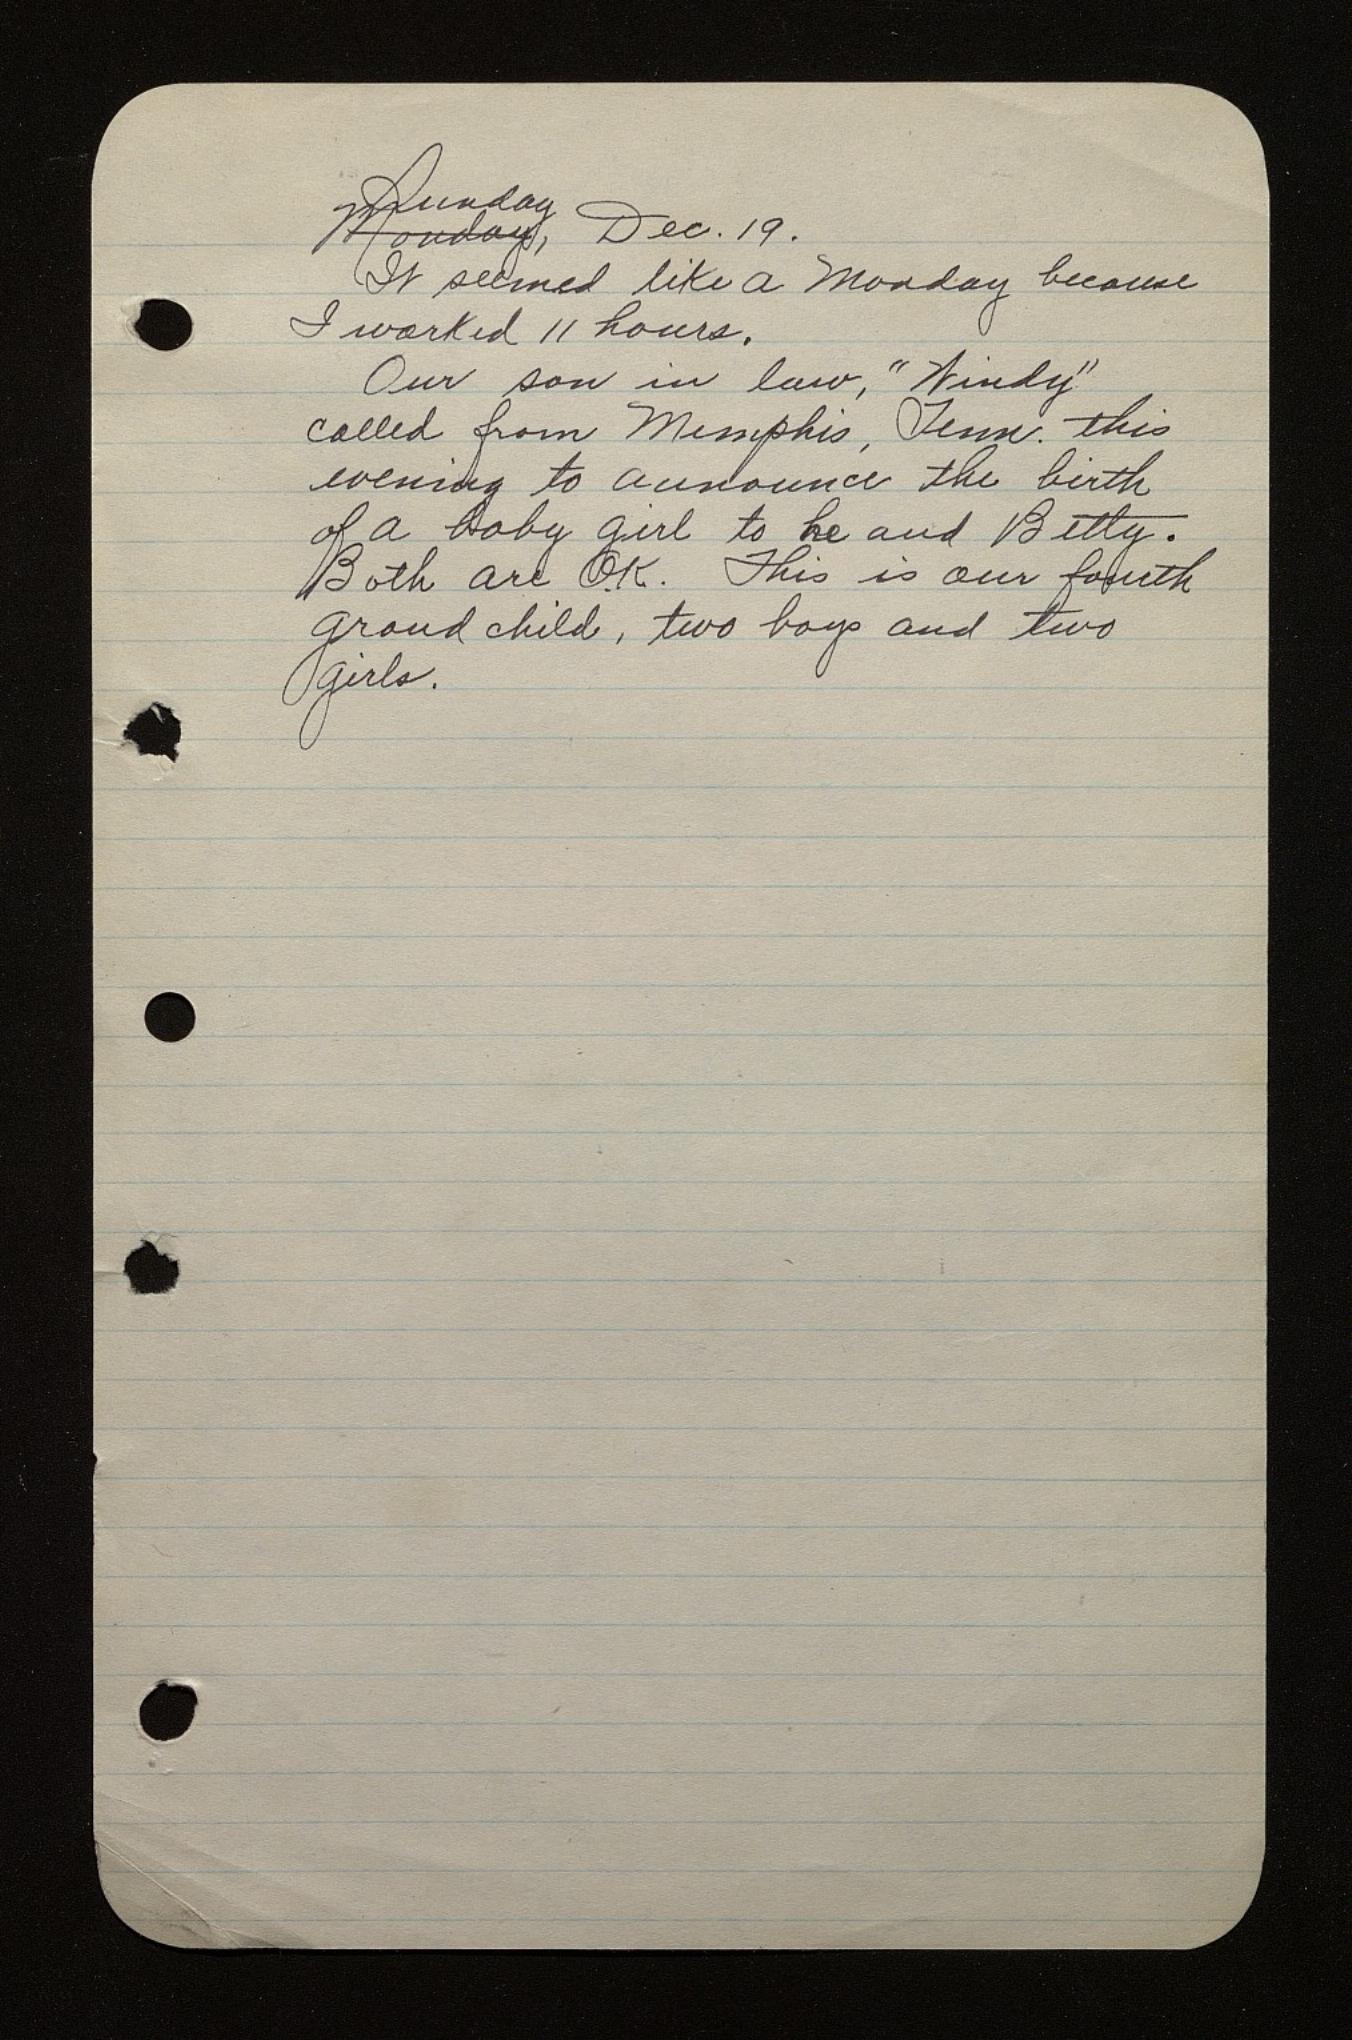 Sunday
Monday, Dec. 19.
It seemed like a Monday because
I worked 11 hours.
Our son in law, "Windy"
called from Memphis, Tenn. this
evening to announce the birth
of a baby girl to he and Betty.
Both are O.K. This is our fourth
grand child, two boys and two
girls.